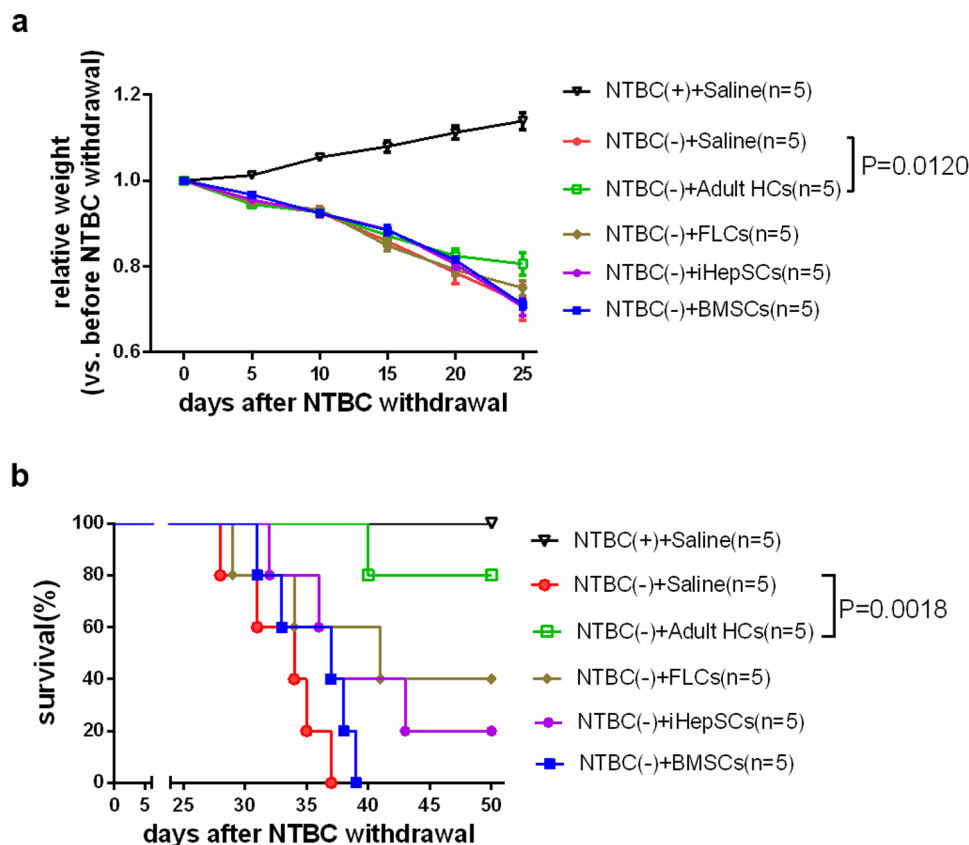 a
relative weight
(vs. before NTBC withdrawal)
1.2
1.0
0.8
0.6
0
5
10
15
20
25
days after NTBC withdrawal
NTBC(+)+Saline(n=5)
NTBC(-)+Saline(n=5)
NTBC(-)+Adult HCs(n=5)
NTBC(-)+FLCs(n=5)
NTBC(-)+iHepSCs(n=5)
NTBC(-)+BMSCs(n=5)
P=0.0120
b
survival(%)
100
80
60
40
20
0
0
5
25
30
35
40
45
50
days after NTBC withdrawal
NTBC(+)+Saline(n=5)
NTBC(-)+Saline(n=5)
NTBC(-)+Adult HCs(n=5)
NTBC(-)+FLCs(n=5)
NTBC(-)+iHepSCs(n=5)
NTBC(-)+BMSCs(n=5)
P=0.0018